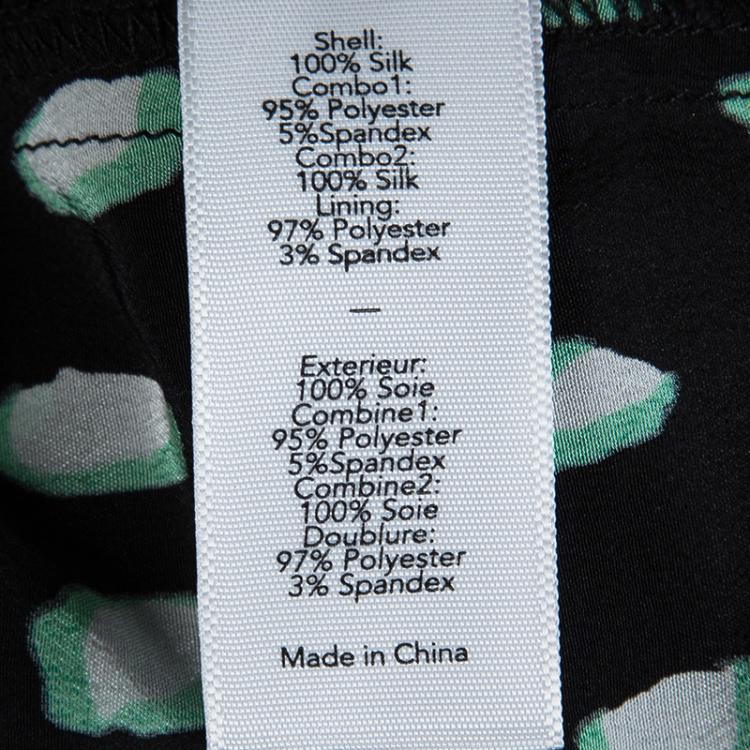 Shell:
100% Silk
Combo1:
95% Polyester
5%Spandex
Combo2:
100% Silk
Lining:
97% Polyester
3% Spandex
—
Exterieur:
100% Soie
Combine1:
95% Polyester
5%Spandex
Combine2:
100% Soie
Doublure:
97% Polyester
3% Spandex
Made in China